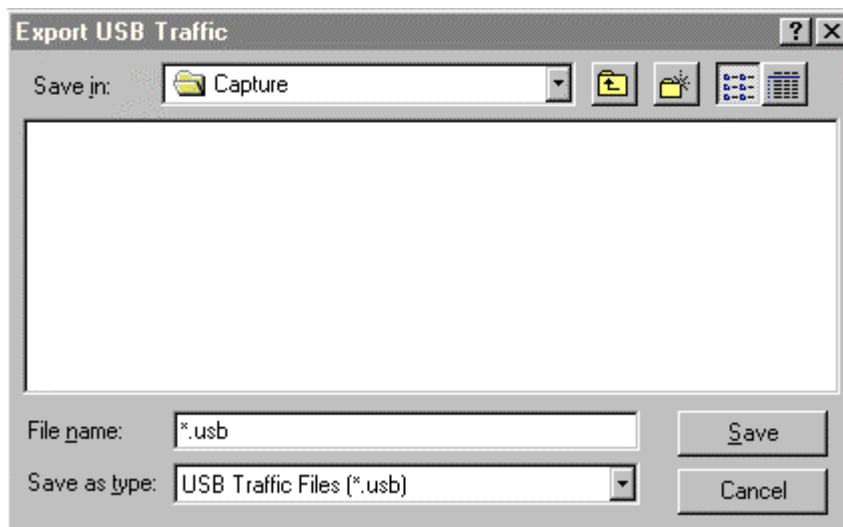 Export USB Traffic
Save in: Capture
File name: *.usb Save
Save as type: USB Traffic Files (*.usb) Cancel